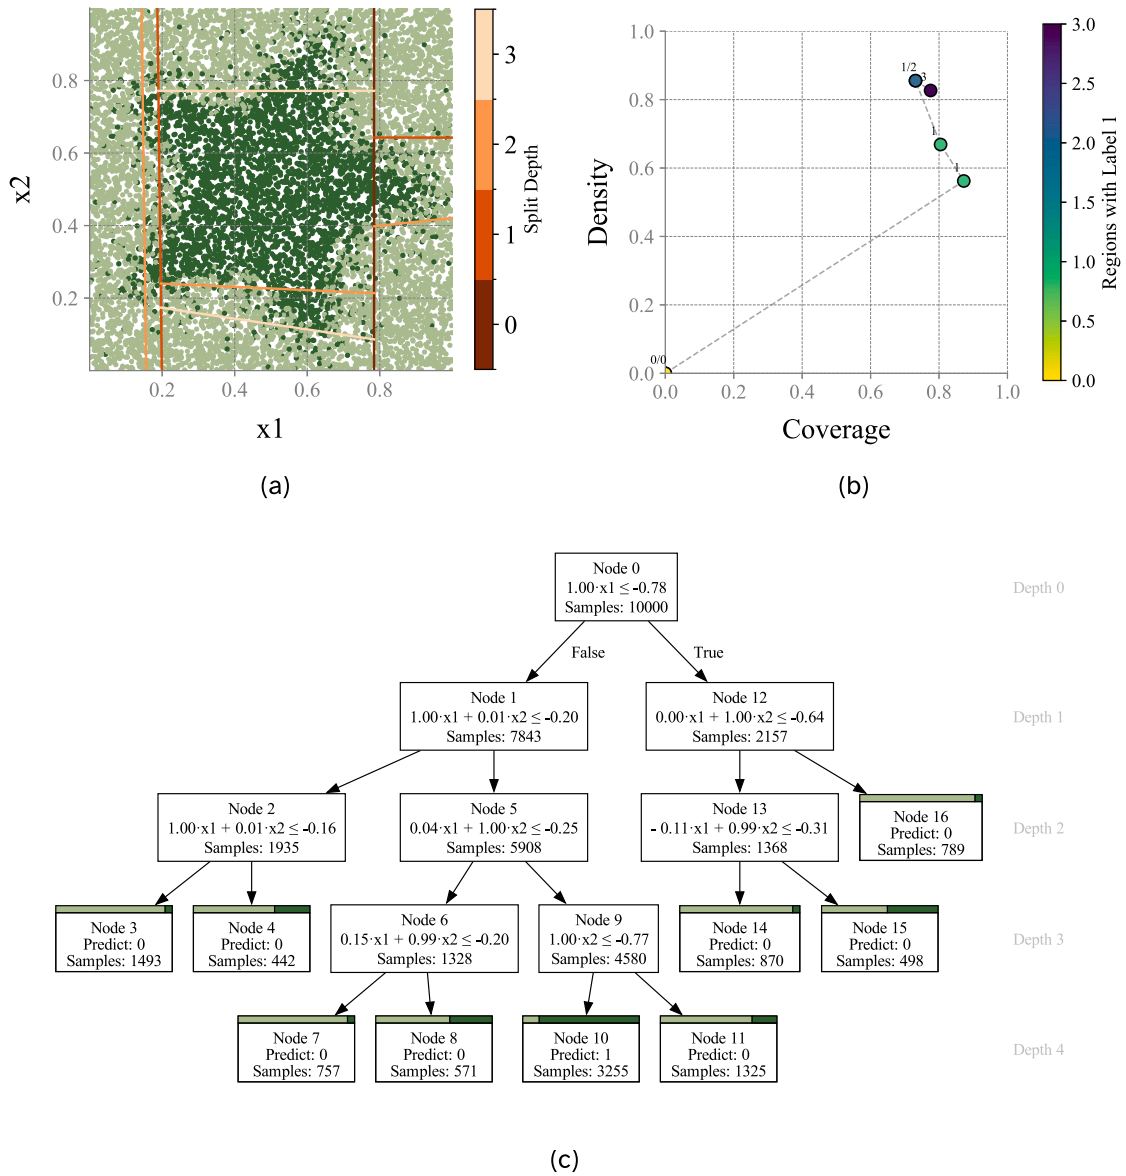 0.8
0.6
0.4
0.2
x2
0.2
0.4
0.6
0.8
x1
3
2
1
0
Split Depth
(a)
1.0
0.8
0.6
0.4
0.2
0.0
Density
1/2
3
1
1
0/0
0.0
0.2
0.4
0.6
0.8
1.0
Coverage
3.0
2.5
2.0
1.5
1.0
0.5
0.0
Regions with Label 1
(b)
Node 0
1.00·x1 ≤ -0.78
Samples: 10000
Depth 0
False
True
Node 1
1.00·x1 + 0.01·x2 ≤ -0.20
Samples: 7843
Node 12
0.00·x1 + 1.00·x2 ≤ -0.64
Samples: 2157
Depth 1
Node 2
1.00·x1 + 0.01·x2 ≤ -0.16
Samples: 1935
Node 5
0.04·x1 + 1.00·x2 ≤ -0.25
Samples: 5908
Node 13
- 0.11·x1 + 0.99·x2 ≤ -0.31
Samples: 1368
Node 16
Predict: 0
Samples: 789
Depth 2
Node 3
Predict: 0
Samples: 1493
Node 4
Predict: 0
Samples: 442
Node 6
0.15·x1 + 0.99·x2 ≤ -0.20
Samples: 1328
Node 9
1.00·x2 ≤ -0.77
Samples: 4580
Node 14
Predict: 0
Samples: 870
Node 15
Predict: 0
Samples: 498
Depth 3
Node 7
Predict: 0
Samples: 757
Node 8
Predict: 0
Samples: 571
Node 10
Predict: 1
Samples: 3255
Node 11
Predict: 0
Samples: 1325
Depth 4
(c)